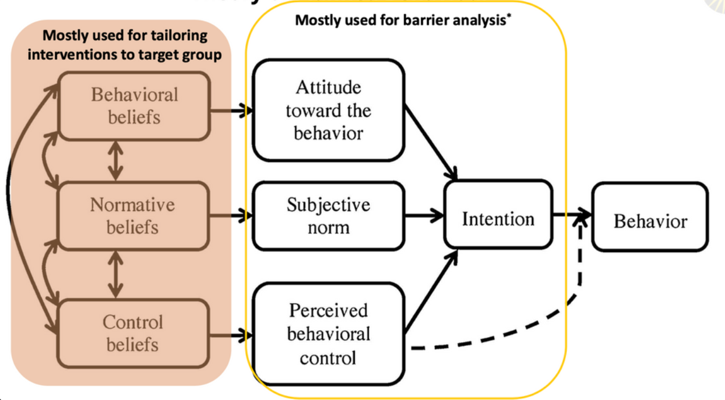 Mostly used for tailoring
interventions to target group
Mostly used for barrier analysis*
Behavioral
beliefs
Attitude
toward the
behavior
Normative
beliefs
Subjective
norm
Intention
Behavior
Control
beliefs
Perceived
behavioral
control